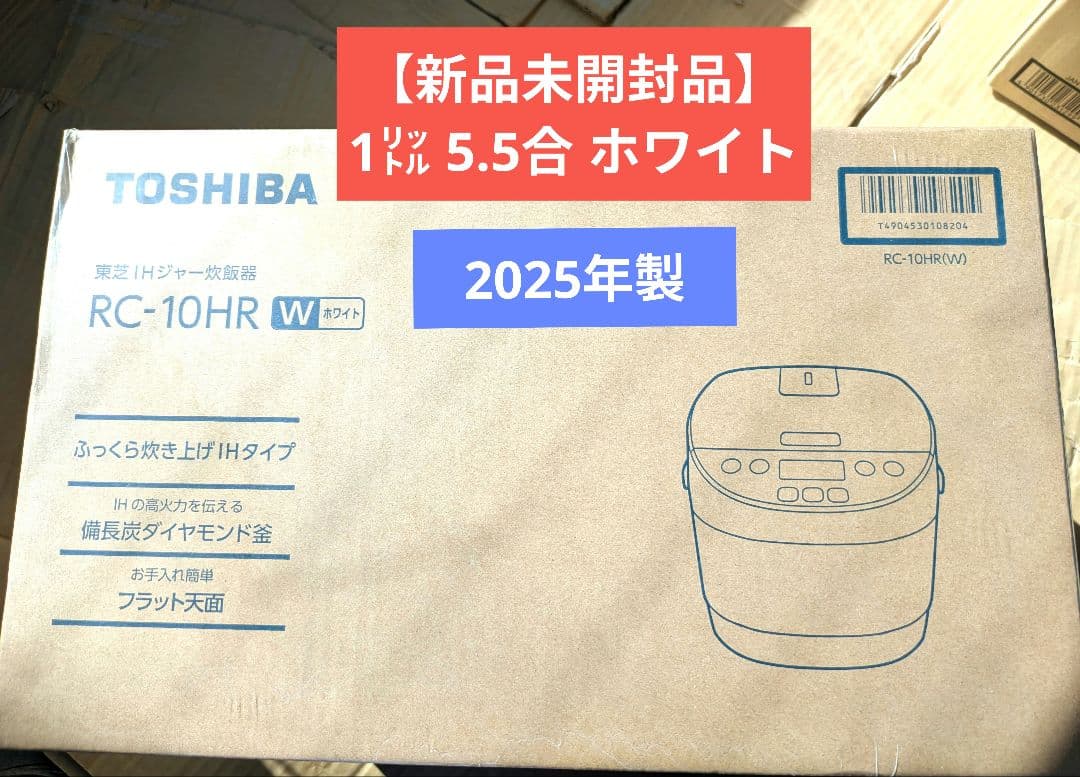 【新品未開封品】
1㍑ 5.5合 ホワイト
TOSHIBA
T4904530108204
RC-10HR(W)
2025年製
東芝IHジャー炊飯器
RC-10HR W ホワイト
ふっくら炊き上げIHタイプ
IHの高火力を伝える
備長炭ダイヤモンド釜
お手入れ簡単
フラット天面